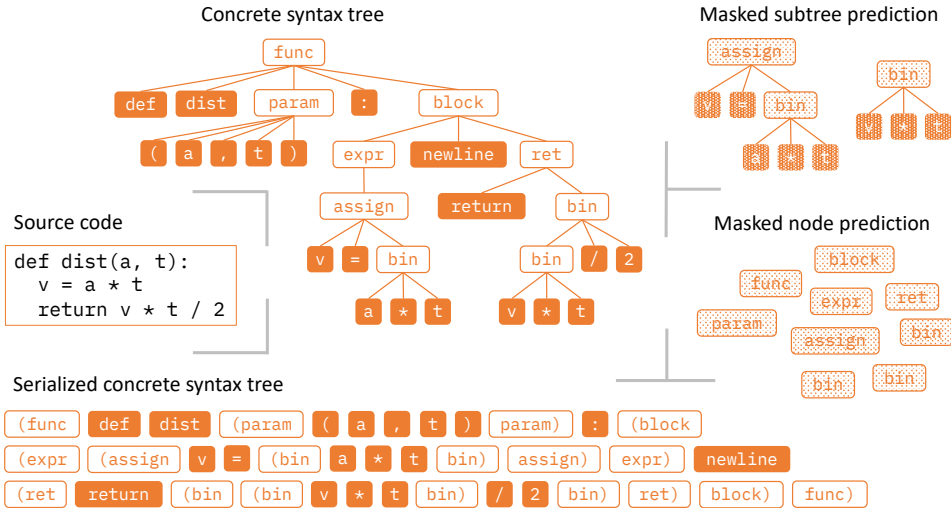 Concrete syntax tree
Masked subtree prediction
func
assign
bin
def dist param : block
v = bin
v * t
( a , t )
expr newline ret
a * t
Source code
assign return bin
Masked node prediction
def dist(a, t):
v = a * t
return v * t / 2
v = bin
bin / 2
block
func
expr
ret
a * t
v * t
param
assign
bin
bin
bin
Serialized concrete syntax tree
(func def dist (param ( a , t ) param) : (block
(expr (assign v = (bin a * t bin) assign) expr) newline
(ret return (bin (bin v * t bin) / 2 bin) ret) block) func)